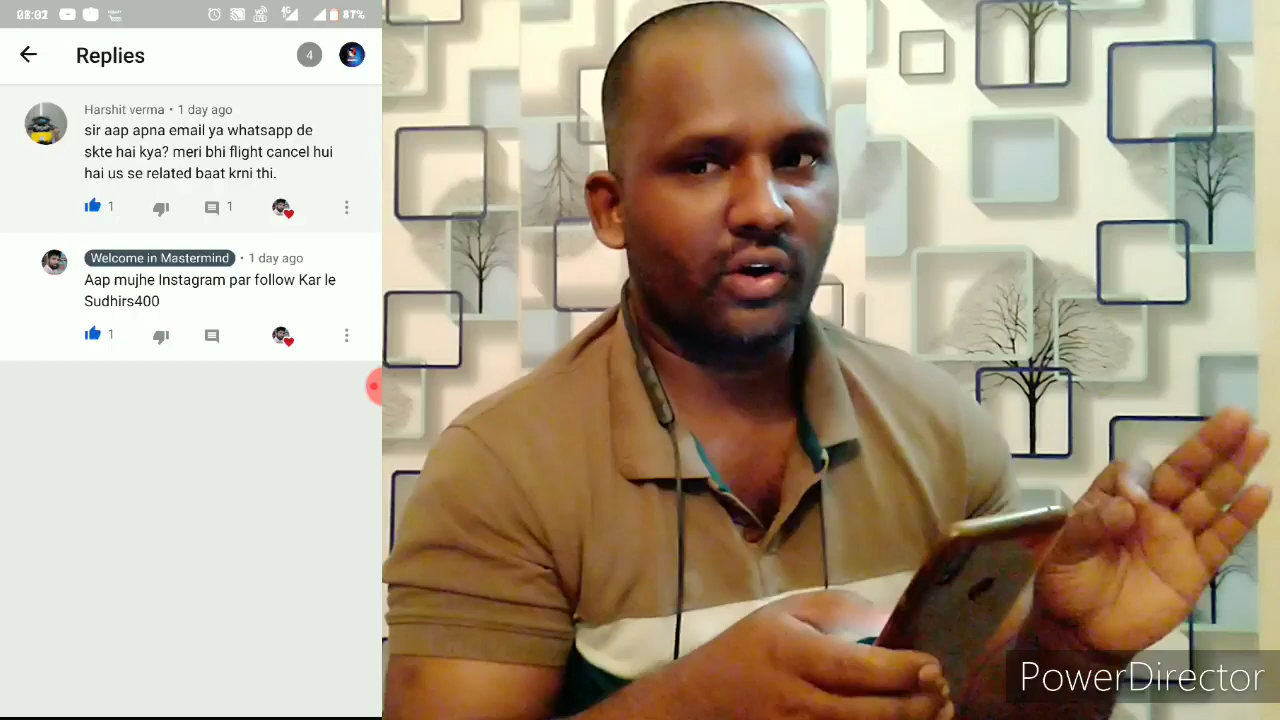 87%
Replies
4
Harshit verma • 1 day ago
sir aap apna email ya whatsapp de
skte hai kya? meri bhi flight cancel hui
hai us se related baat krni thi.
1
1
Welcome in Mastermind • 1 day ago
Aap mujhe Instagram par follow Kar le
Sudhirs400
1
PowerDirector